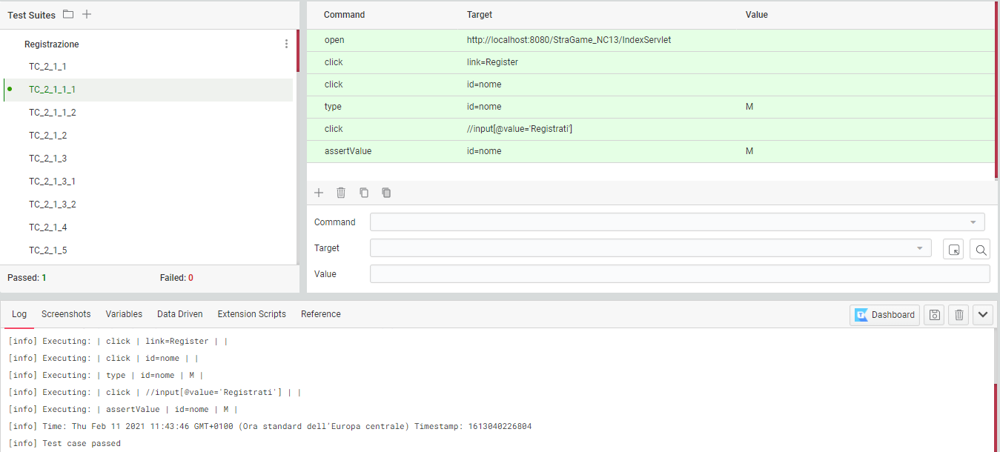 Test Suites
Registrazione
TC_2_1_1
TC_2_1_1_1
TC_2_1_1_2
TC_2_1_2
TC_2_1_3
TC_2_1_3_1
TC_2_1_3_2
TC_2_1_4
TC_2_1_5
Passed: 1 Failed: 0
Command Target Value
open http://localhost:8080/StraGame_NC13/IndexServlet
click link=Register
click id=nome
type id=nome M
click //input[@value='Registrati']
assertValue id=nome M
Command
Target
Value
Log Screenshots Variables Data Driven Extension Scripts Reference Dashboard
[info] Executing: | click | link=Register | |
[info] Executing: | click | id=nome | |
[info] Executing: | type | id=nome | M |
[info] Executing: | click | //input[@value='Registrati'] | |
[info] Executing: | assertValue | id=nome | M |
[info] Time: Thu Feb 11 2021 11:43:46 GMT+0100 (Ora standard dell'Europa centrale) Timestamp: 1613040226804
[info] Test case passed